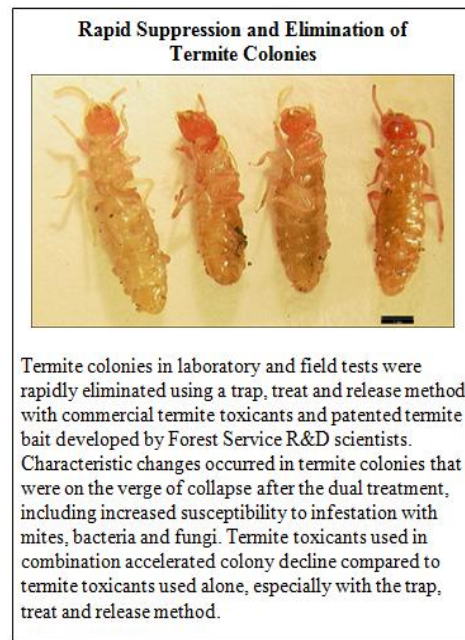 Rapid Suppression and Elimination of
Termite Colonies
Termite colonies in laboratory and field tests were
rapidly eliminated using a trap, treat and release method
with commercial termite toxicants and patented termite
bait developed by Forest Service R&D scientists.
Characteristic changes occurred in termite colonies that
were on the verge of collapse after the dual treatment,
including increased susceptibility to infestation with
mites, bacteria and fungi. Termite toxicants used in
combination accelerated colony decline compared to
termite toxicants used alone, especially with the trap,
treat and release method.